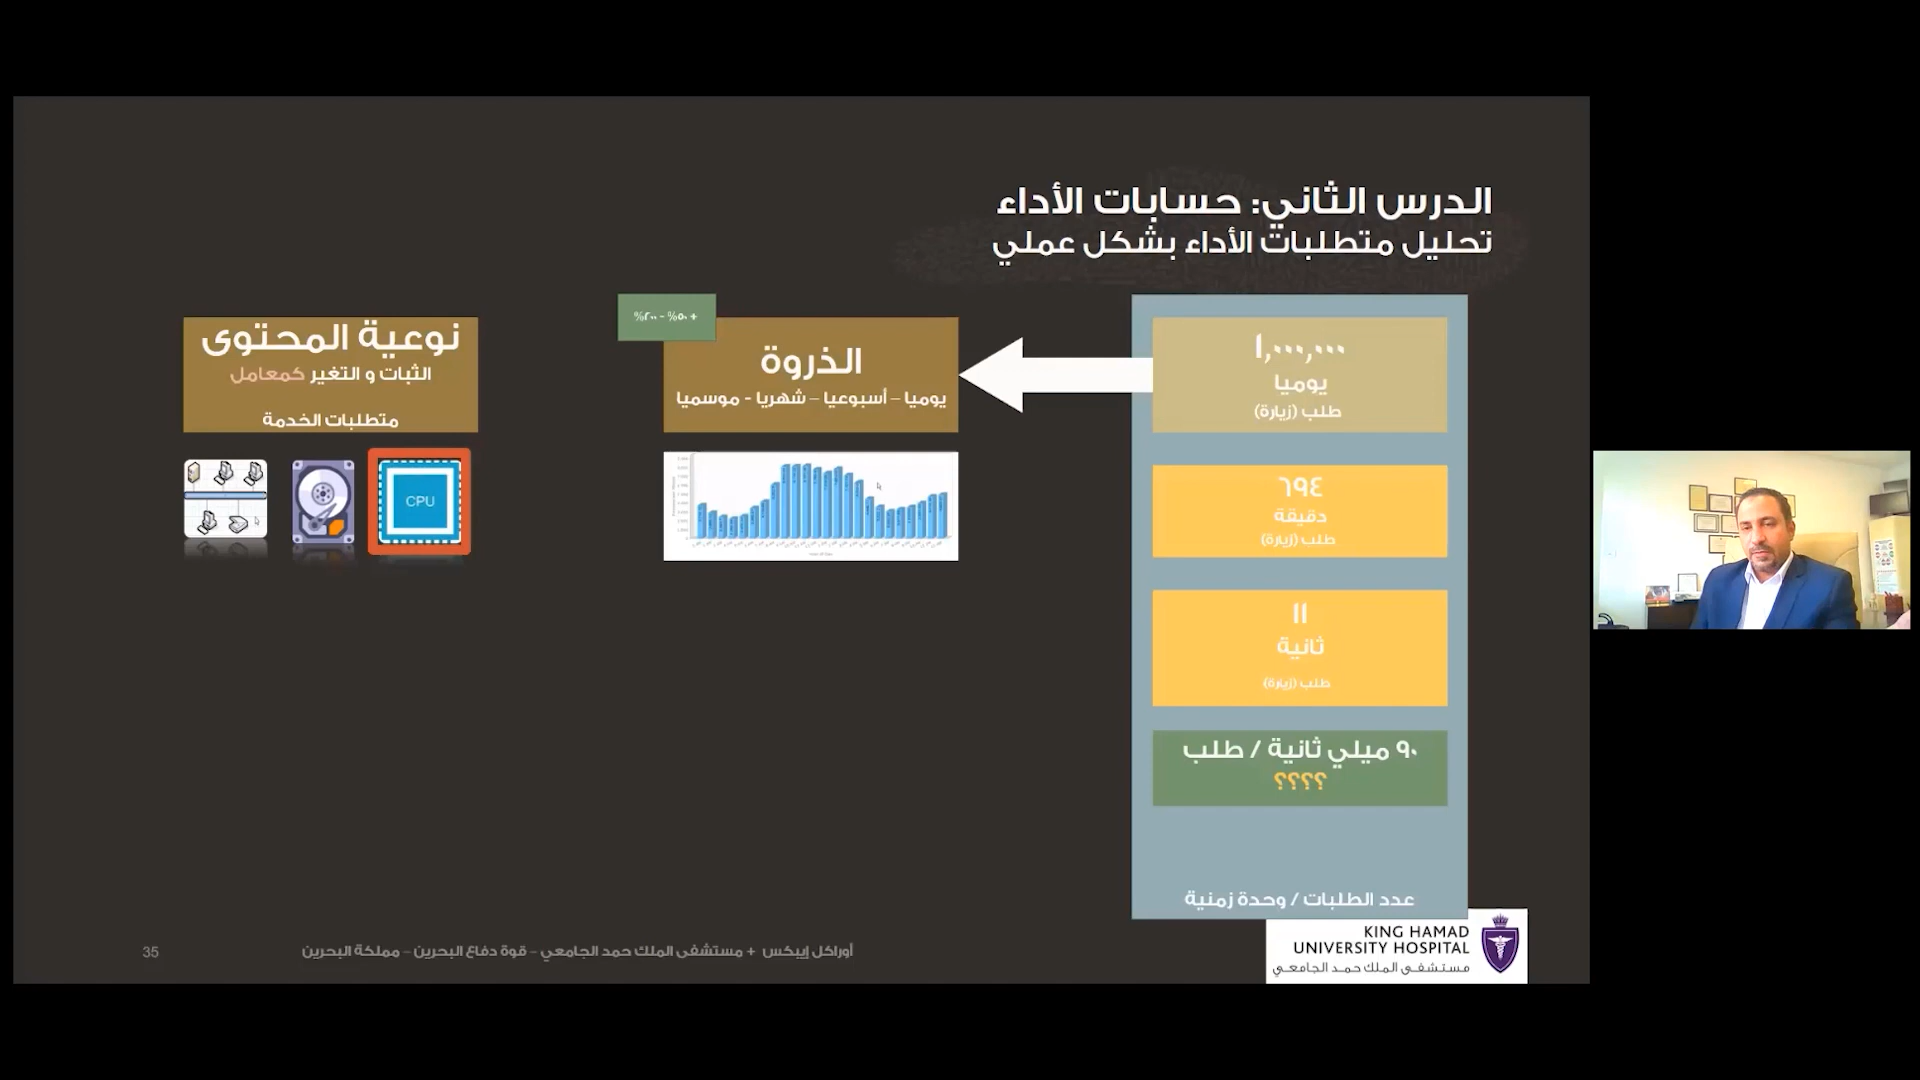 الدرس الثاني: حسابات الأداء
تحليل متطلبات الأداء بشكل عملي
١,٠٠٠,٠٠٠
يوميا
طلب (زيارة)
٦٩٤
دقيقة
طلب (زيارة)
١١
ثانية
طلب (زيارة)
٩٠ ميلي ثانية / طلب
؟؟؟؟
عدد الطلبات / وحدة زمنية
+ ٥٠% - ٢٠٠%
الذروة
يوميا – أسبوعيا – شهريا - موسميا
نوعية المحتوى
الثبات و التغير كمعامل
متطلبات الخدمة
CPU
KING HAMAD
UNIVERSITY HOSPITAL
مستشفى الملك حمد الجامعي
أوراكل إيبكس + مستشفى الملك حمد الجامعي – قوة دفاع البحرين – مملكة البحرين
35